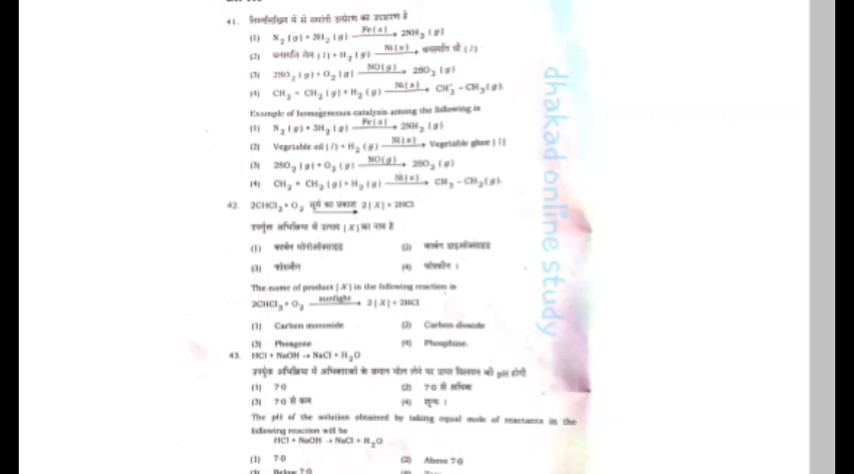 41. निम्नलिखित में से समांगी उत्प्रेरण का उदाहरण है
(1) N₂ (g) + 3H₂ (g) —Fe(s)→ 2NH₃ (g)
(2) वनस्पति तेल (l) + H₂ (g) —Ni(s)→ वनस्पति घी (l)
(3) 2SO₂ (g) + O₂ (g) —NO(g)→ 2SO₃ (g)
(4) CH₂ = CH₂ (g) + H₂ (g) —Ni(s)→ CH₃ – CH₃ (g).
Example of homogeneous catalysis among the following is
(1) N₂ (g) + 3H₂ (g) —Fe(s)→ 2NH₃ (g)
(2) Vegetable oil (l) + H₂ (g) —Ni(s)→ Vegetable ghee (l)
(3) 2SO₂ (g) + O₂ (g) —NO(g)→ 2SO₃ (g)
(4) CH₂ = CH₂ (g) + H₂ (g) —Ni(s)→ CH₃ – CH₃ (g).
42. 2CHCl₃ + O₂ —सूर्य का प्रकाश→ 2[X] + 2HCl
उपर्युक्त अभिक्रिया में उत्पाद [X] का नाम है
(1) कार्बन मोनोऑक्साइड (2) कार्बन डाइऑक्साइड
(3) फॉस्जीन (4) फॉस्फीन ।
The name of product [X] in the following reaction is
2CHCl₃ + O₂ —sunlight→ 2[X] + 2HCl
(1) Carbon monoxide (2) Carbon dioxide
(3) Phosgene (4) Phosphine.
43. HCl + NaOH → NaCl + H₂O
उपर्युक्त अभिक्रिया में अभिकारकों के समान मोल लेने पर प्राप्त विलयन की pH होगी
(1) 7·0 (2) 7·0 से अधिक
(3) 7·0 से कम (4) शून्य ।
The pH of the solution obtained by taking equal mole of reactants in the
following reaction will be
HCl + NaOH → NaCl + H₂O
(1) 7·0 (2) Above 7·0
(3) Below 7·0
dhakad online study